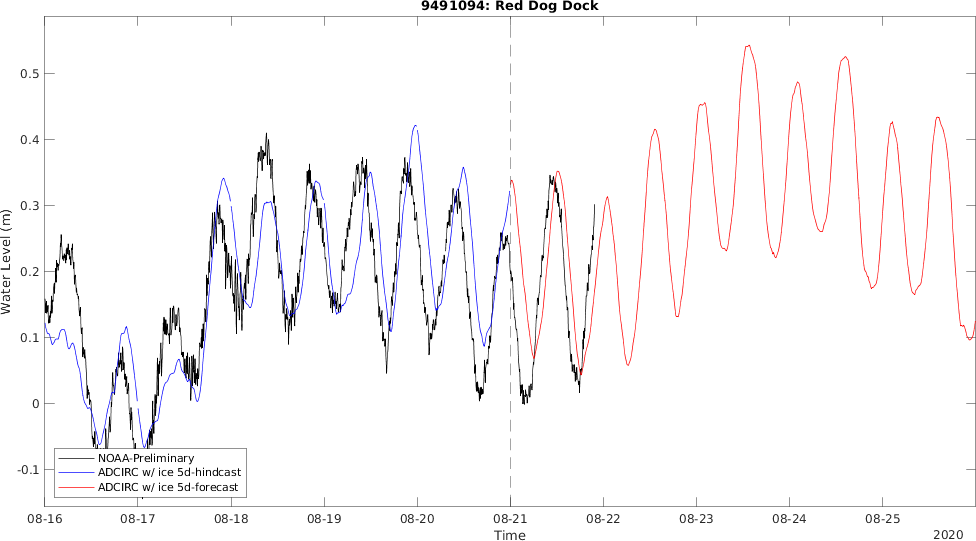 9491094: Red Dog Dock
Water Level (m)
0.5
0.4
0.3
0.2
0.1
0
-0.1
NOAA-Preliminary
ADCIRC w/ ice 5d-hindcast
ADCIRC w/ ice 5d-forecast
08-16 08-17 08-18 08-19 08-20 08-21 08-22 08-23 08-24 08-25
Time
2020